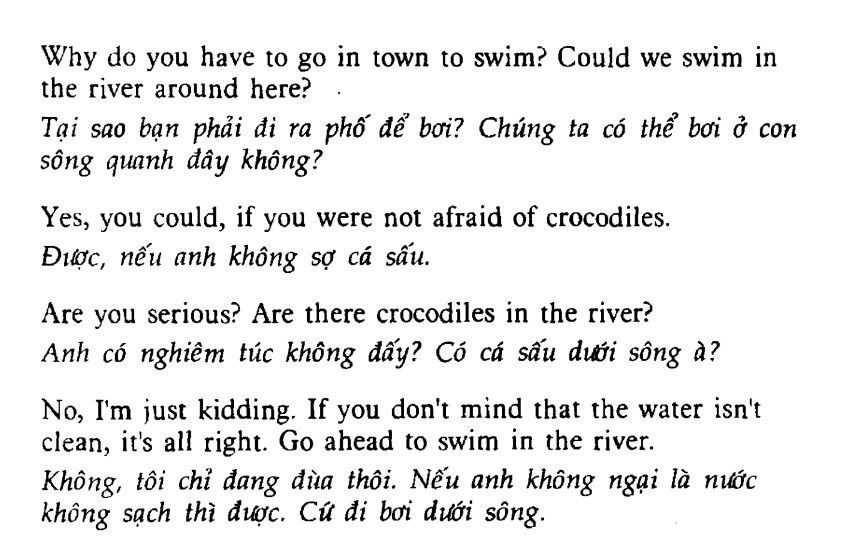 Why do you have to go in town to swim? Could we swim in
the river around here?
Tại sao bạn phải đi ra phố để bơi? Chúng ta có thể bơi ở con
sông quanh đây không?
Yes, you could, if you were not afraid of crocodiles.
Được, nếu anh không sợ cá sấu.
Are you serious? Are there crocodiles in the river?
Anh có nghiêm túc không đấy? Có cá sấu dưới sông à?
No, I'm just kidding. If you don't mind that the water isn't
clean, it's all right. Go ahead to swim in the river.
Không, tôi chỉ đang đùa thôi. Nếu anh không ngại là nước
không sạch thì được. Cứ đi bơi dưới sông.